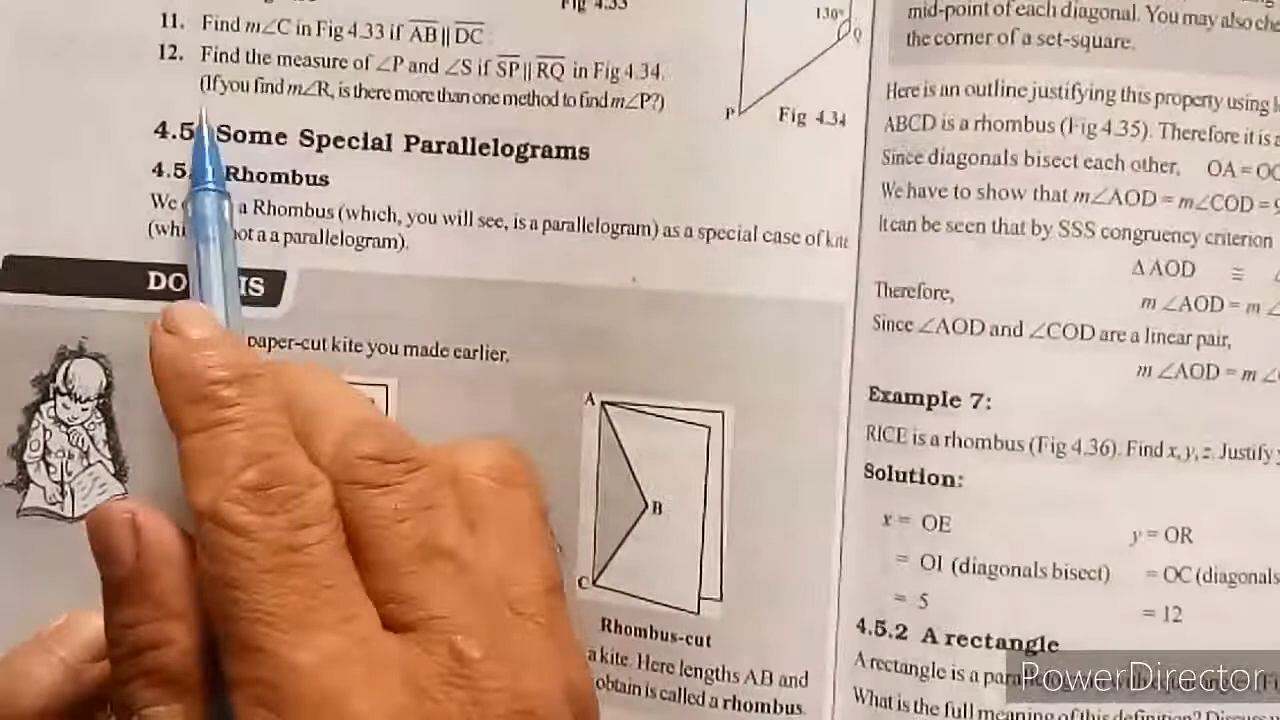 Fig 4.33
11. Find m∠C in Fig 4.33 if AB || DC
12. Find the measure of ∠P and ∠S if SP || RQ in Fig 4.34.
(If you find m∠R, is there more than one method to find m∠P?)
130°
Q
P
Fig 4.34
4.5 Some Special Parallelograms
4.5. Rhombus
We a Rhombus (which, you will see, is a parallelogram) as a special case of kite
not a a parallelogram).
DO IS
paper-cut kite you made earlier.
A
B
C
Rhombus-cut
a kite. Here lengths AB and
obtain is called a rhombus.
mid-point of each diagonal. You may also
the corner of a set-square.
Here is an outline justifying this property using
ABCD is a rhombus (Fig 4.35). Therefore it is a
Since diagonals bisect each other, OA = OC
We have to show that m∠AOD = m∠COD =
It can be seen that by SSS congruency criterion
Δ AOD ≅
Therefore, m ∠AOD = m ∠
Since ∠AOD and ∠COD are a linear pair,
m ∠AOD = m ∠
Example 7:
RICE is a rhombus (Fig 4.36). Find x, y, z. Justify
Solution:
x = OE y = OR
= OI (diagonals bisect) = OC (diagonals
= 5 = 12
4.5.2 A rectangle
A rectangle is a equal angles
What is the full meaning of this definition? Discuss
PowerDirector